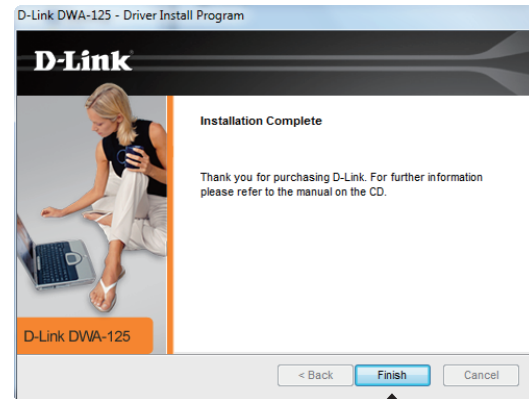 D-Link DWA-125 - Driver Install Program
D-Link
Installation Complete
Thank you for purchasing D-Link. For further information
please refer to the manual on the CD.
D-Link DWA-125
< Back
Finish
Cancel